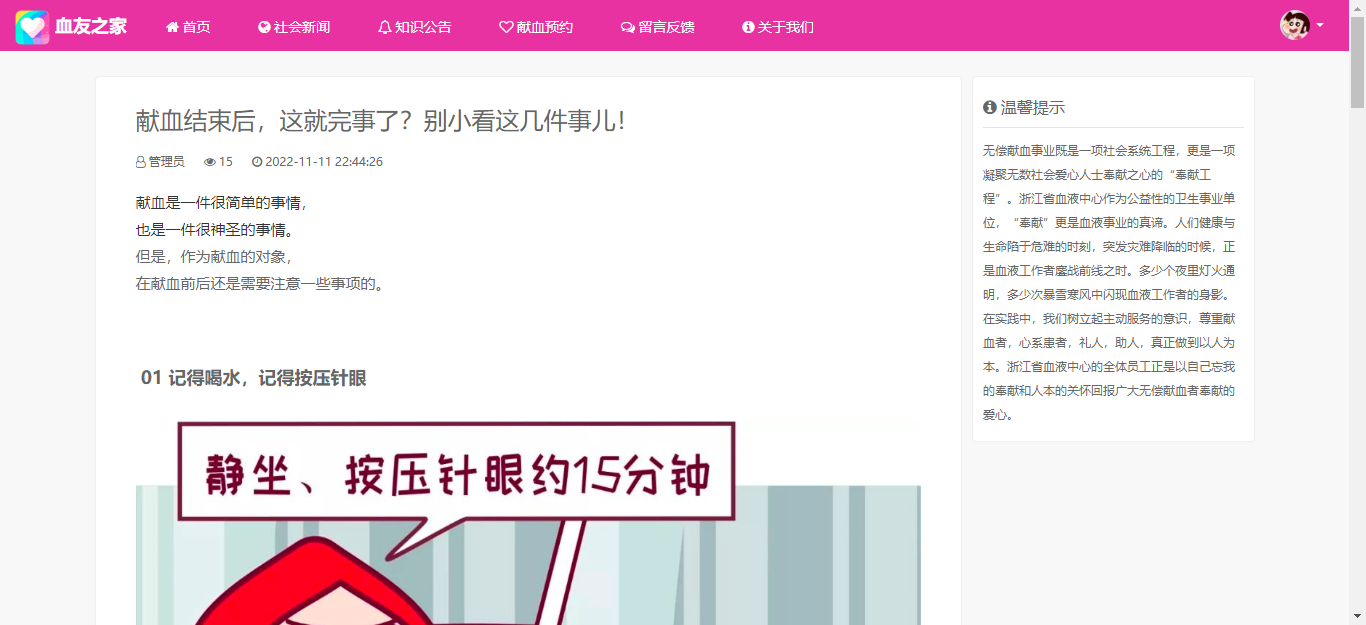 血友之家
首页
社会新闻
知识公告
献血预约
留言反馈
关于我们
献血结束后，这就完事了？别小看这几件事儿！
管理员 15 2022-11-11 22:44:26
献血是一件很简单的事情，
也是一件很神圣的事情。
但是，作为献血的对象，
在献血前后还是需要注意一些事项的。
01 记得喝水，记得按压针眼
静坐、按压针眼约15分钟
温馨提示
无偿献血事业既是一项社会系统工程，更是一项
凝聚无数社会爱心人士奉献之心的“奉献工
程”。浙江省血液中心作为公益性的卫生事业单
位，“奉献”更是血液事业的真谛。人们健康与
生命陷于危难的时刻，突发灾难降临的时候，正
是血液工作者鏖战前线之时。多少个夜里灯火通
明，多少次暴雪寒风中闪现血液工作者的身影。
在实践中，我们树立起主动服务的意识，尊重献
血者，心系患者，礼人，助人，真正做到以人为
本。浙江省血液中心的全体员工正是以自己忘我
的奉献和人本的关怀回报广大无偿献血者奉献的
爱心。